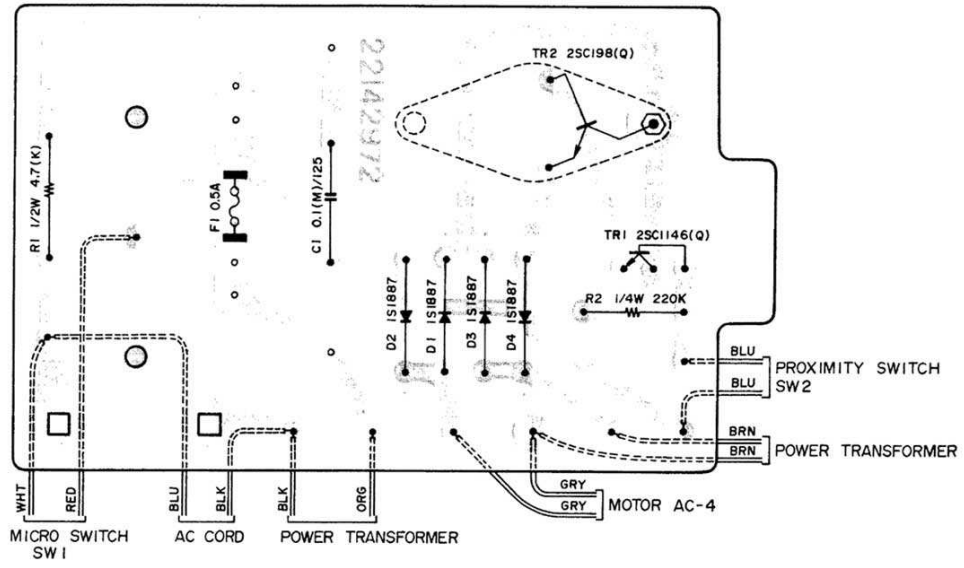 TR2 2SC198(Q)
22142972
R1 1/2W 4.7(K)
F1 0.5A
C1 0.1(M)/125
TR1 2SC1146(Q)
D2 1S1887
D1 1S1887
D3 1S1887
D4 1S1887
R2 1/4W 220K
BLU
BLU
PROXIMITY SWITCH
SW2
BRN
BRN
POWER TRANSFORMER
WHT
RED
BLU
BLK
BLK
ORG
GRY
GRY
MOTOR AC-4
MICRO SWITCH
SW1
AC CORD
POWER TRANSFORMER